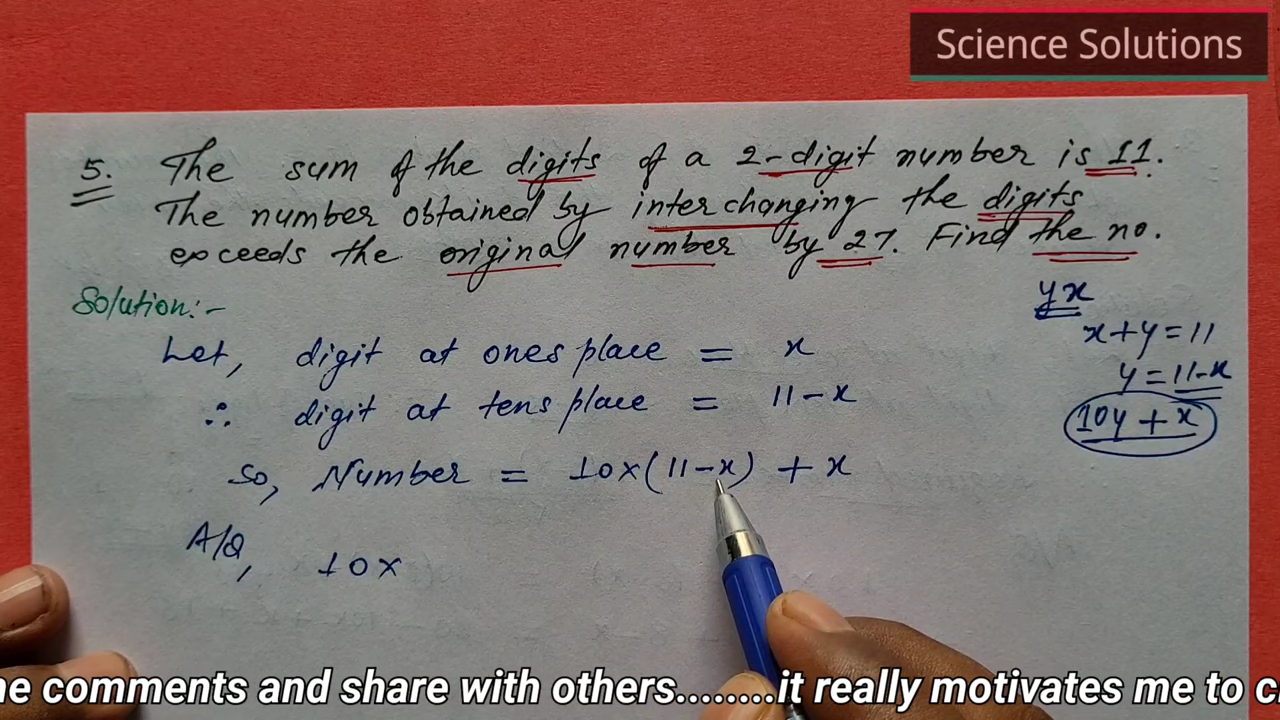 Science Solutions
5. The sum of the digits of a 2-digit number is 11.
The number obtained by interchanging the digits
exceeds the original number by 27. Find the no.
Solution:-
yx
x+y=11
y=11-x
10y+x
Let, digit at ones place = x
∴ digit at tens place = 11-x
So, Number = 10×(11-x) + x
A/Q, 10×
he comments and share with others........it really motivates me to c